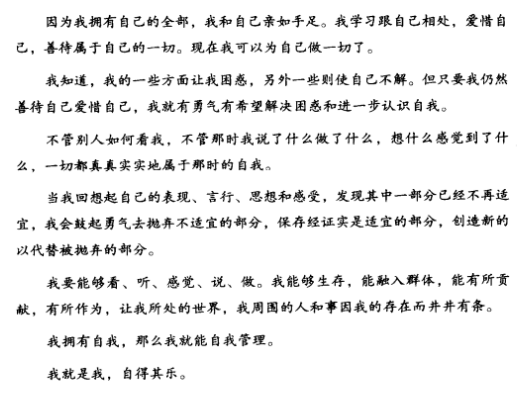 因为我拥有自己的全部，我和自己亲如手足。我学习跟自己相处，爱惜自
己，善待属于自己的一切。现在我可以为自己做一切了。
我知道，我的一些方面让我困惑，另外一些则使自己不解。但只要我仍然
善待自己爱惜自己，我就有勇气有希望解决困惑和进一步认识自我。
不管别人如何看我，不管那时我说了什么做了什么，想什么感觉到了什
么，一切都真真实实地属于那时的自我。
当我回想起自己的表现、言行、思想和感受，发现其中一部分已经不再适
宜，我会鼓起勇气去抛弃不适宜的部分，保存经证实是适宜的部分，创造新的
以代替被抛弃的部分。
我要能够看、听、感觉、说、做。我能够生存，能融入群体，能有所贡
献，有所作为，让我所处的世界，我周围的人和事因我的存在而井井有条。
我拥有自我，那么我就能自我管理。
我就是我，自得其乐。